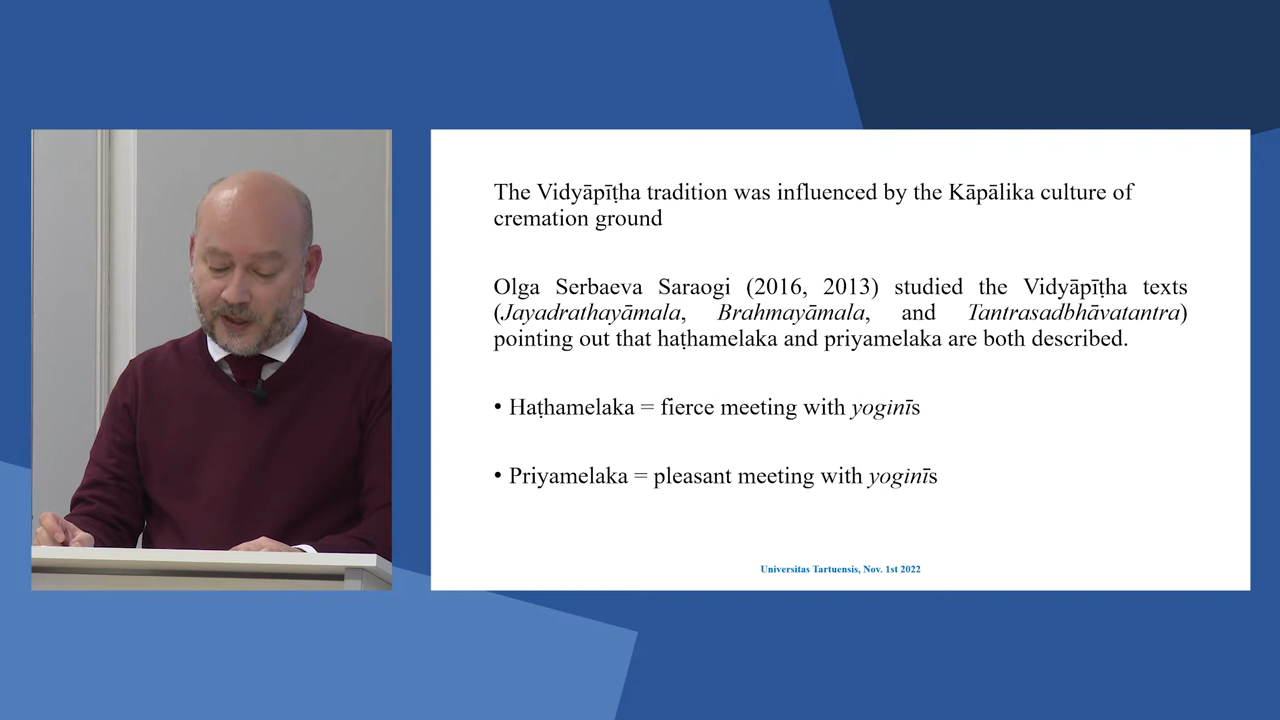 The Vidyāpīṭha tradition was influenced by the Kāpālika culture of
cremation ground
Olga Serbaeva Saraogi (2016, 2013) studied the Vidyāpīṭha texts
(Jayadrathayāmala, Brahmayāmala, and Tantrasadbhāvatantra)
pointing out that haṭhamelaka and priyamelaka are both described.
• Haṭhamelaka = fierce meeting with yoginīs
• Priyamelaka = pleasant meeting with yoginīs
Universitas Tartuensis, Nov. 1st 2022